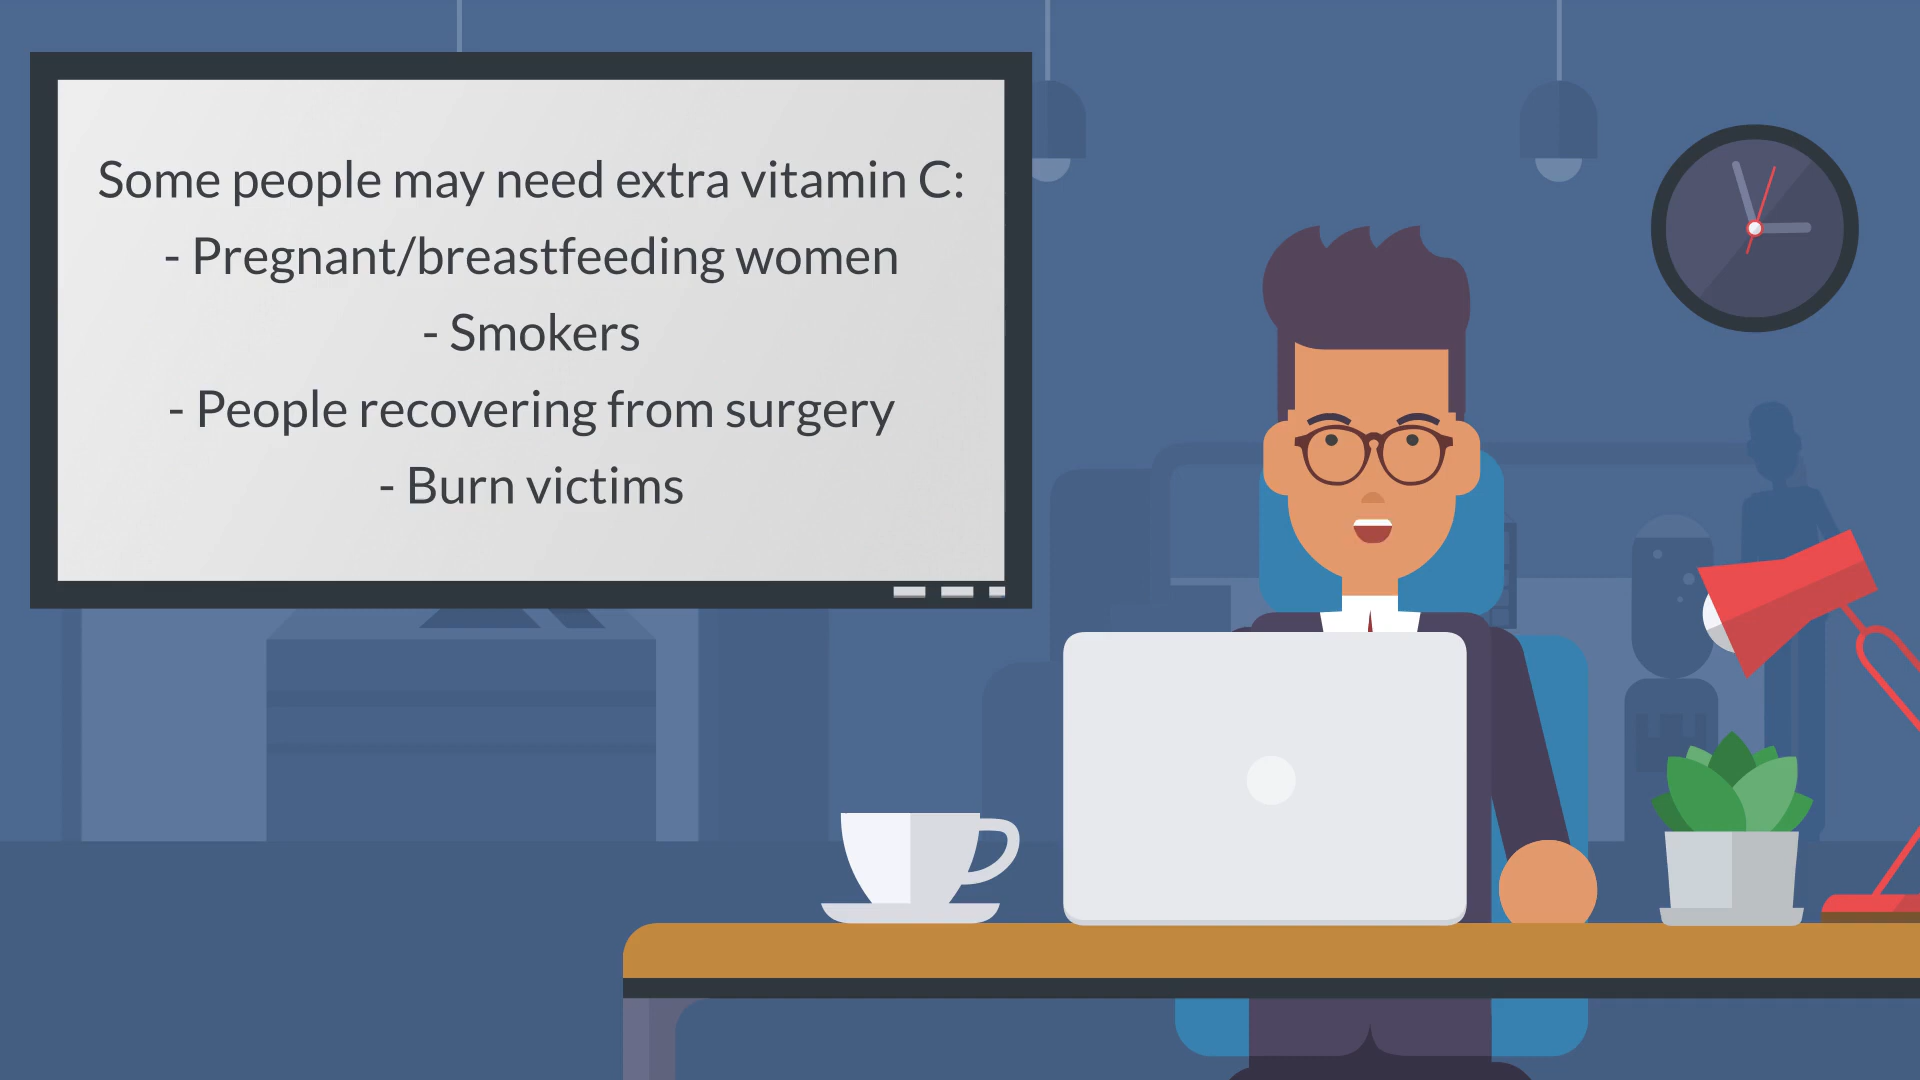 Some people may need extra vitamin C:
- Pregnant/breastfeeding women
- Smokers
- People recovering from surgery
- Burn victims